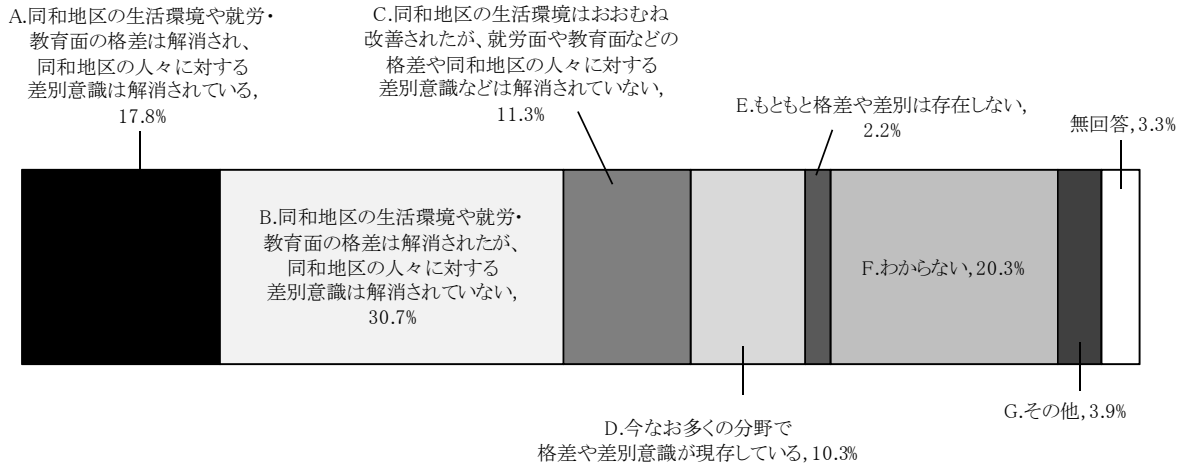 A.同和地区の生活環境や就労・
教育面の格差は解消され、
同和地区の人々に対する
差別意識は解消されている,
17.8%
C.同和地区の生活環境はおおむね
改善されたが、就労面や教育面などの
格差や同和地区の人々に対する
差別意識などは解消されていない,
11.3%
E.もともと格差や差別は存在しない,
2.2%
無回答,3.3%
B.同和地区の生活環境や就労・
教育面の格差は解消されたが、
同和地区の人々に対する
差別意識は解消されていない,
30.7%
F.わからない,20.3%
D.今なお多くの分野で
格差や差別意識が現存している,10.3%
G.その他,3.9%